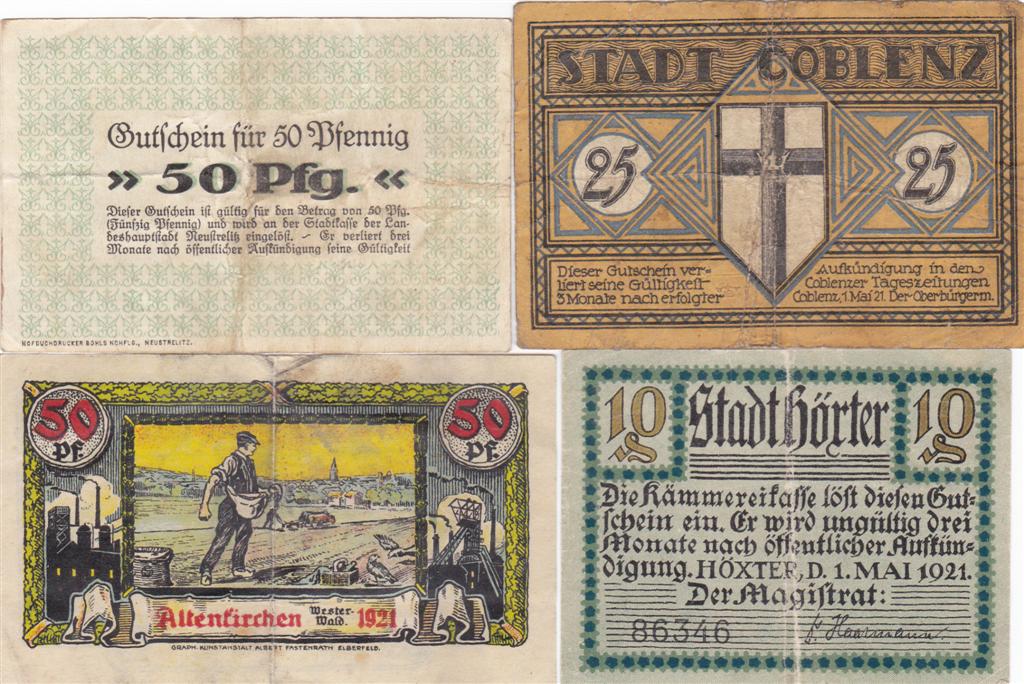 Gutschein für 50 Pfennig
» 50 Pfg. «
Dieser Gutschein ist gültig für den Betrag von 50 Pfg.
(Fünfzig Pfennig) und wird an der Stadtkasse der Lan-
deshauptstadt Neustrelitz eingelöst. – Er verliert drei
Monate nach öffentlicher Aufkündigung seine Gültigkeit
HOFBUCHDRUCKER BOHLS NCHFLG., NEUSTRELITZ.
STADT COBLENZ
25
25
Dieser Gutschein ver-
liert seine Gültigkeit
3 Monate nach erfolgter
Aufkündigung in den
Coblenzer Tageszeitungen
Coblenz, 1. Mai 21. Der Oberbürgerm.
50
PF.
50
PF.
Altenkirchen Wester-
Wald. 1921
GRAPH. KUNSTANSTALT ALBERT FASTENRATH ELBERFELD.
10
Stadt Höxter
10
Die Kämmereikasse löst diesen Gut-
schein ein. Er wird ungültig drei
Monate nach öffentlicher Aufkün-
digung. HÖXTER, D. 1. MAI 1921.
Der Magistrat:
86346